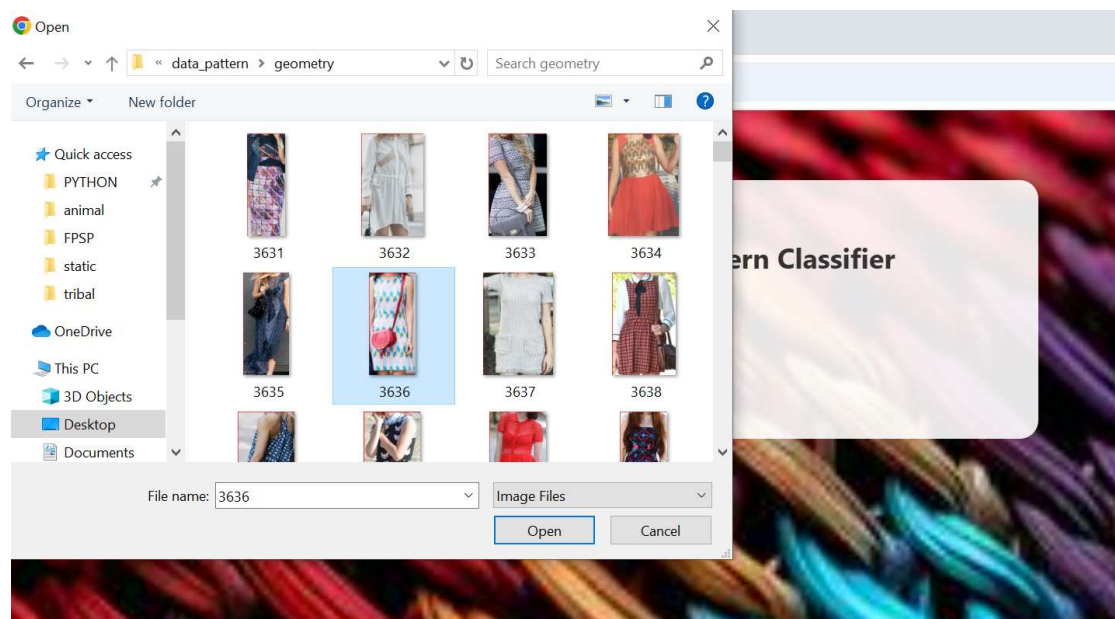 Open
« data_pattern > geometry
Search geometry
Organize
New folder
Quick access
PYTHON
animal
FPSP
static
tribal
OneDrive
This PC
3D Objects
Desktop
Documents
3631
3632
3633
3634
3635
3636
3637
3638
File name: 3636
Image Files
Open
Cancel
ern Classifier